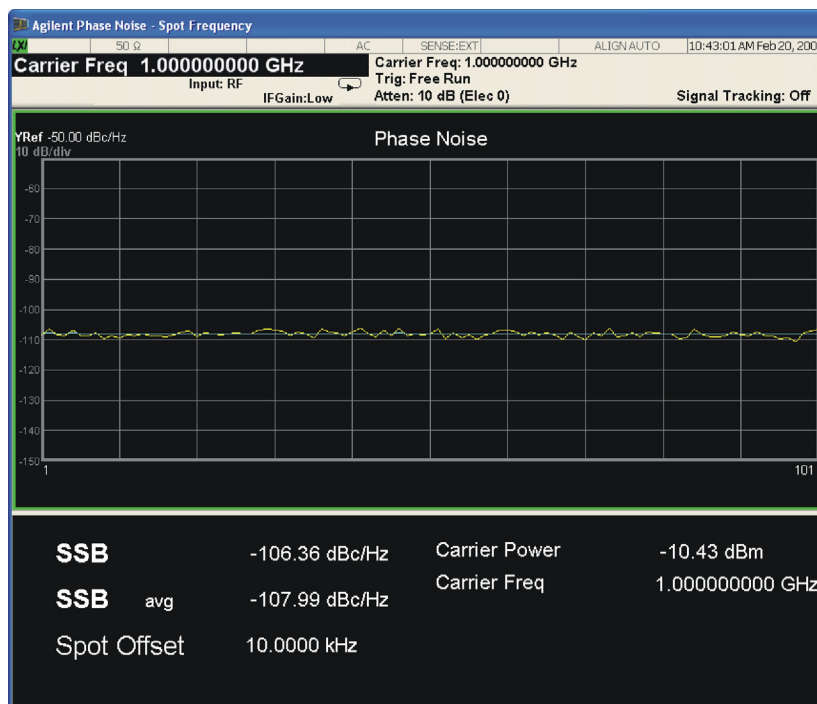 Agilent Phase Noise - Spot Frequency
LXI 50 Ω AC SENSE:EXT ALIGN AUTO 10:43:01 AM Feb 20, 200
Carrier Freq 1.000000000 GHz
Input: RF
IFGain:Low
Carrier Freq: 1.000000000 GHz
Trig: Free Run
Atten: 10 dB (Elec 0)
Signal Tracking: Off
YRef -50.00 dBc/Hz
10 dB/div
Phase Noise
-60
-70
-80
-90
-100
-110
-120
-130
-140
-150
1 101
SSB -106.36 dBc/Hz
SSB avg -107.99 dBc/Hz
Spot Offset 10.0000 kHz
Carrier Power -10.43 dBm
Carrier Freq 1.000000000 GHz